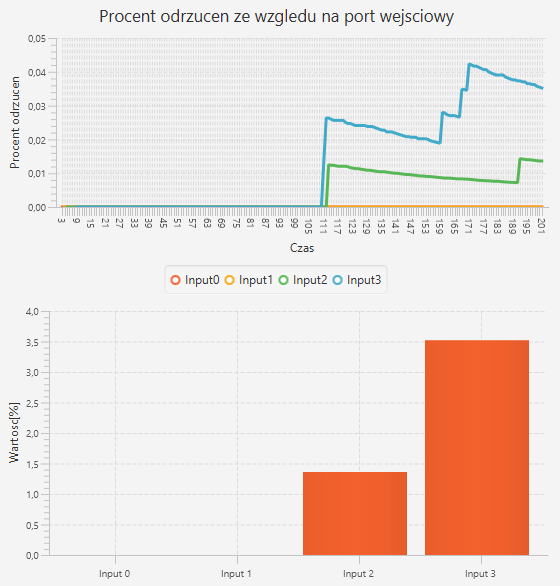 Procent odrzucen ze wzgledu na port wejsciowy
Procent odrzucen
0,05
0,04
0,03
0,02
0,01
0,00
3 9 15 21 27 33 39 45 51 57 63 69 75 81 87 93 99 105 111 117 123 129 135 141 147 153 159 165 171 177 183 189 195 201
Czas
Input0 Input1 Input2 Input3
Wartosc[%]
4,0
3,5
3,0
2,5
2,0
1,5
1,0
0,5
0,0
Input 0 Input 1 Input 2 Input 3